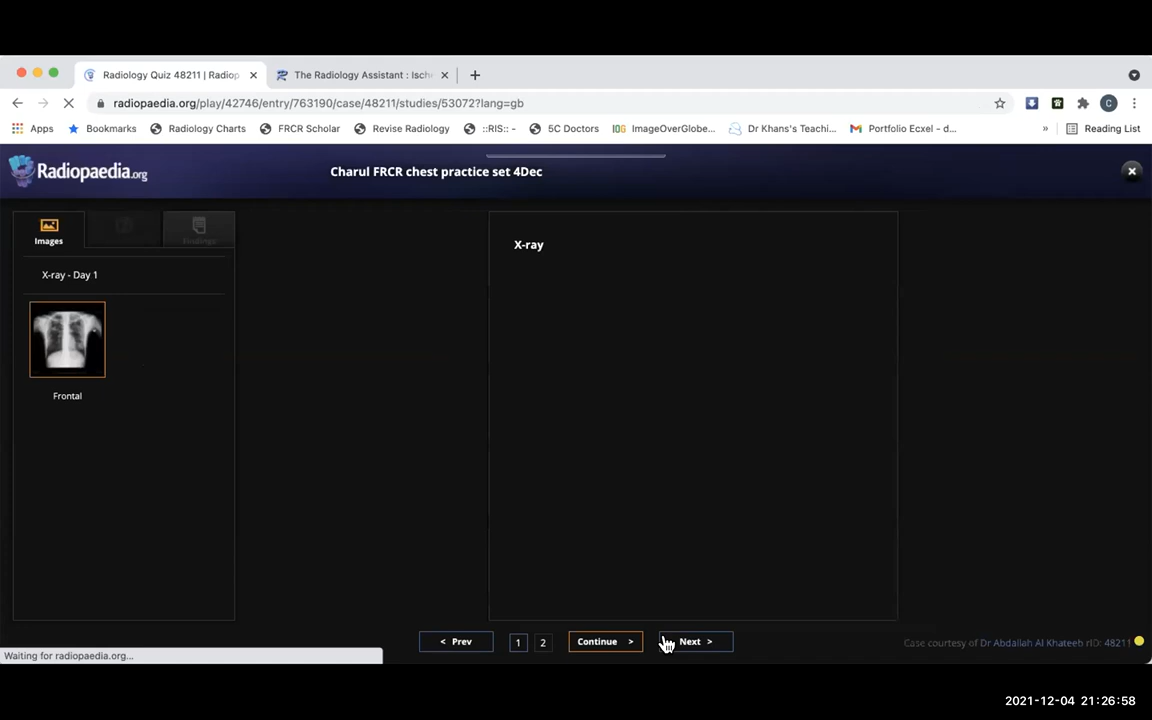 Radiology Quiz 48211 | Radiop
The Radiology Assistant : Isch
radiopaedia.org/play/42746/entry/763190/case/48211/studies/53072?lang=gb
Apps
Bookmarks
Radiology Charts
FRCR Scholar
Revise Radiology
::RIS:: -
5C Doctors
ImageOverGlobe...
Dr Khans's Teachi...
Portfolio Ecxel - d...
»
Reading List
Radiopaedia.org
Charul FRCR chest practice set 4Dec
Images
Findings
X-ray
X-ray - Day 1
Frontal
< Prev
1
2
Continue >
Next >
Case courtesy of Dr Abdallah Al Khateeb rID: 48211
Waiting for radiopaedia.org...
2021-12-04 21:26:58